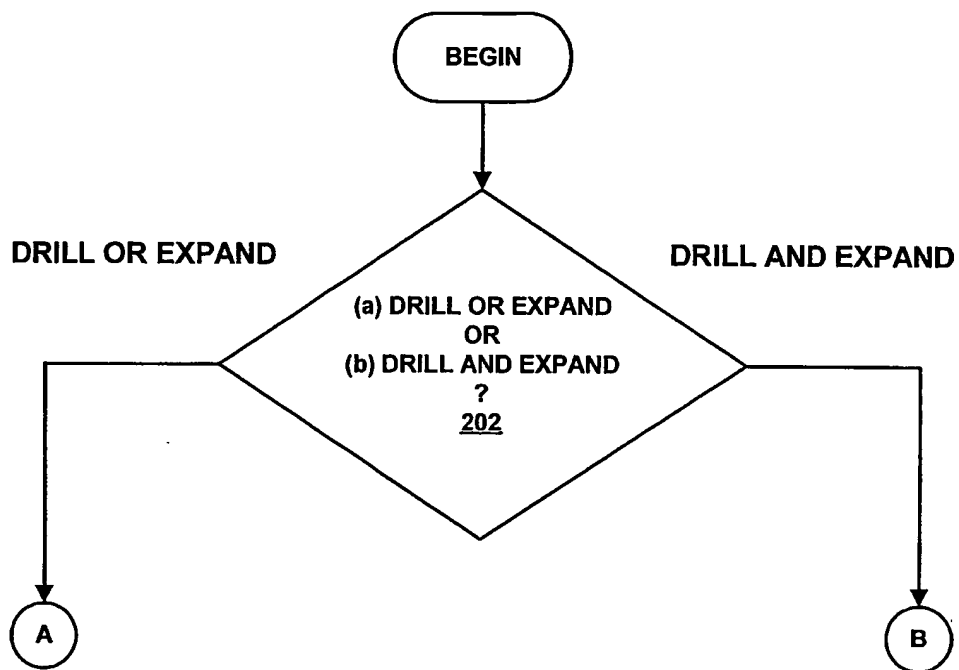 BEGIN
DRILL OR EXPAND
DRILL AND EXPAND
(a) DRILL OR EXPAND
OR
(b) DRILL AND EXPAND
?
202
A
B